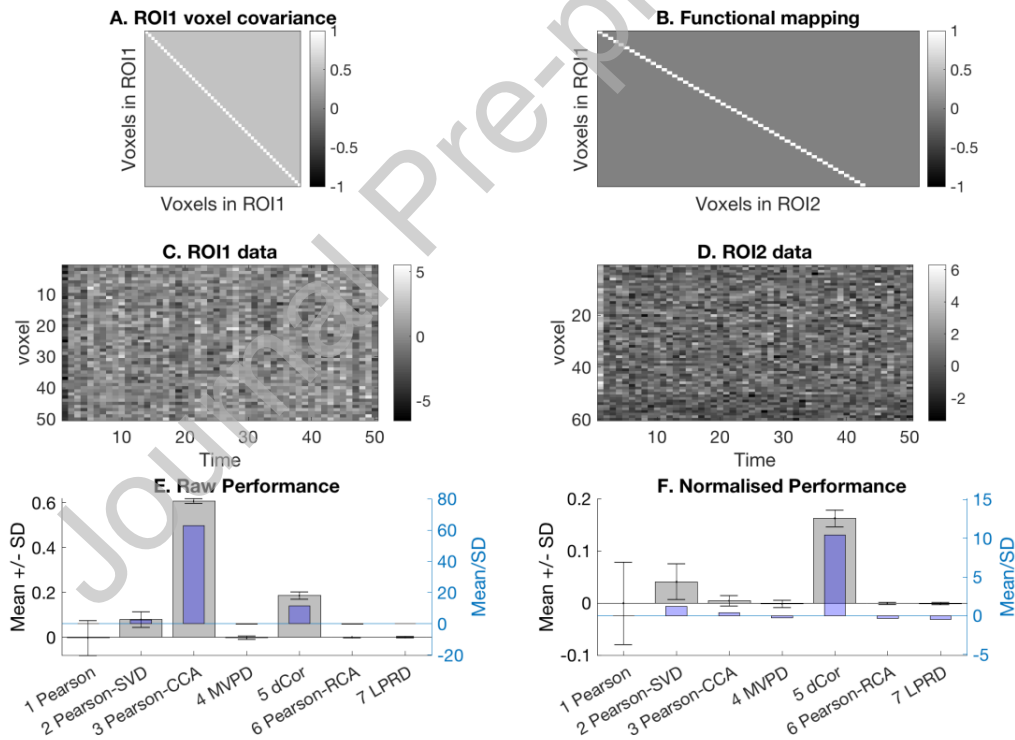 A. ROI1 voxel covariance
Voxels in ROI1
1
0.5
0
-0.5
-1
Voxels in ROI1
B. Functional mapping
Voxels in ROI1
1
0.5
0
-0.5
-1
Voxels in ROI2
C. ROI1 data
voxel
10
20
30
40
50
10 20 30 40 50
Time
5
0
-5
D. ROI2 data
voxel
20
40
60
10 20 30 40 50
Time
6
4
2
0
-2
E. Raw Performance
Mean +/- SD
0.6
0.4
0.2
0
80
60
40
20
0
-20
Mean/SD
1 Pearson
2 Pearson-SVD
3 Pearson-CCA
4 MVPD
5 dCor
6 Pearson-RCA
7 LPRD
F. Normalised Performance
Mean +/- SD
0.2
0.1
0
-0.1
15
10
5
0
-5
Mean/SD
1 Pearson
2 Pearson-SVD
3 Pearson-CCA
4 MVPD
5 dCor
6 Pearson-RCA
7 LPRD
Journal Pre-pr